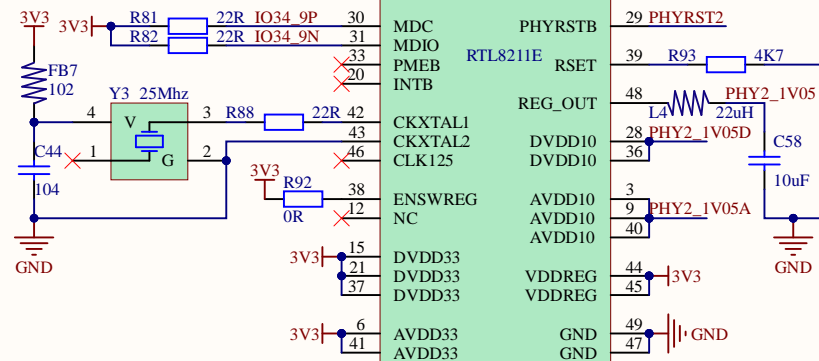 3V3
3V3
R81
22R
IO34_9P
30
MDC
PHYRSTB
29
PHYRST2
R82
22R
IO34_9N
31
MDIO
RTL8211E
33
PMEB
RSET
39
R93
4K7
FB7
102
20
INTB
Y3
25Mhz
REG_OUT
48
L4
22uH
PHY2_1V05
4
V
3
R88
22R
42
CKXTAL1
43
CKXTAL2
DVDD10
28
PHY2_1V05D
C58
C44
104
1
G
2
46
CLK125
DVDD10
36
10uF
3V3
R92
0R
38
ENSWREG
AVDD10
3
12
NC
AVDD10
9
PHY2_1V05A
AVDD10
40
GND
GND
3V3
15
DVDD33
21
DVDD33
VDDREG
44
3V3
37
DVDD33
VDDREG
45
3V3
6
AVDD33
GND
49
GND
41
AVDD33
GND
47